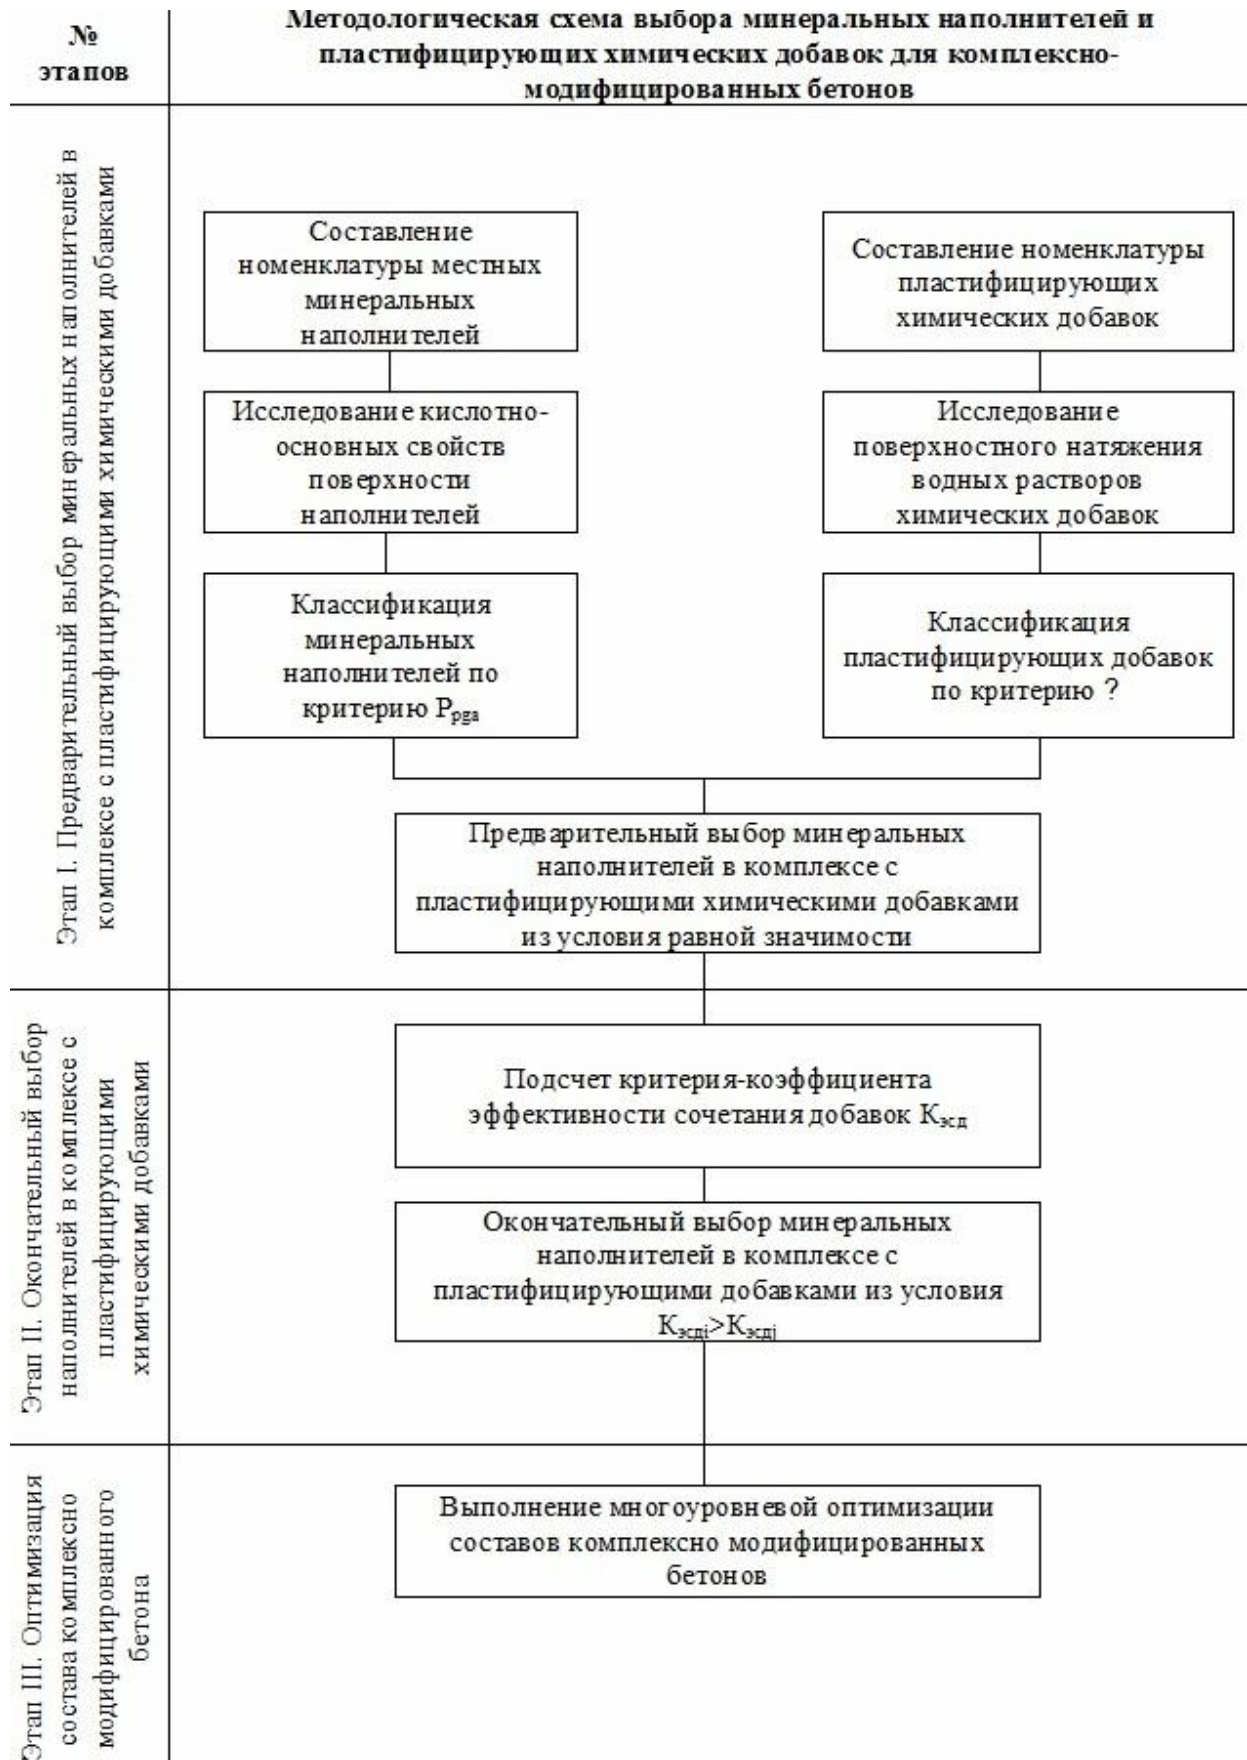 №
этапов
Методологическая схема выбора минеральных наполнителей и
пластифицирующих химических добавок для комплексно-
модифицированных бетонов
Этап I. Предварительный выбор минеральных наполнителей в
комплексе с пластифицирующими химическими добавками
Составление
номенклатуры местных
минеральных
наполнителей
Составление номенклатуры
пластифицирующих
химических добавок
Исследование кислотно-
основных свойств
поверхности
наполнителей
Исследование
поверхностного натяжения
водных расторов
химических добавок
Классификация
минеральных
наполнителей по
критерию Ppga
Классификация
пластифицирующих добавок
по критерию ?
Предварительный выбор минеральных
наполнителей в комплексе с
пластифицирующими химическими добавками
из условия равной значимости
Этап II. Окончательный выбор
наполнителей в комплексе с
пластифицирующими
химическими добавками
Подсчет критерия-коэффициента
эффективности сочетания добавок Кэсд
Окончательный выбор минеральных
наполнителей в комплексе с
пластифицирующими добавками из условия
Кэсдi>Кэсдj
Этап III. Оптимизация
состава комплексно
модифицированного
бетона
Выполнение многоуровневой оптимизации
составов комплексно модифицированных
бетонов